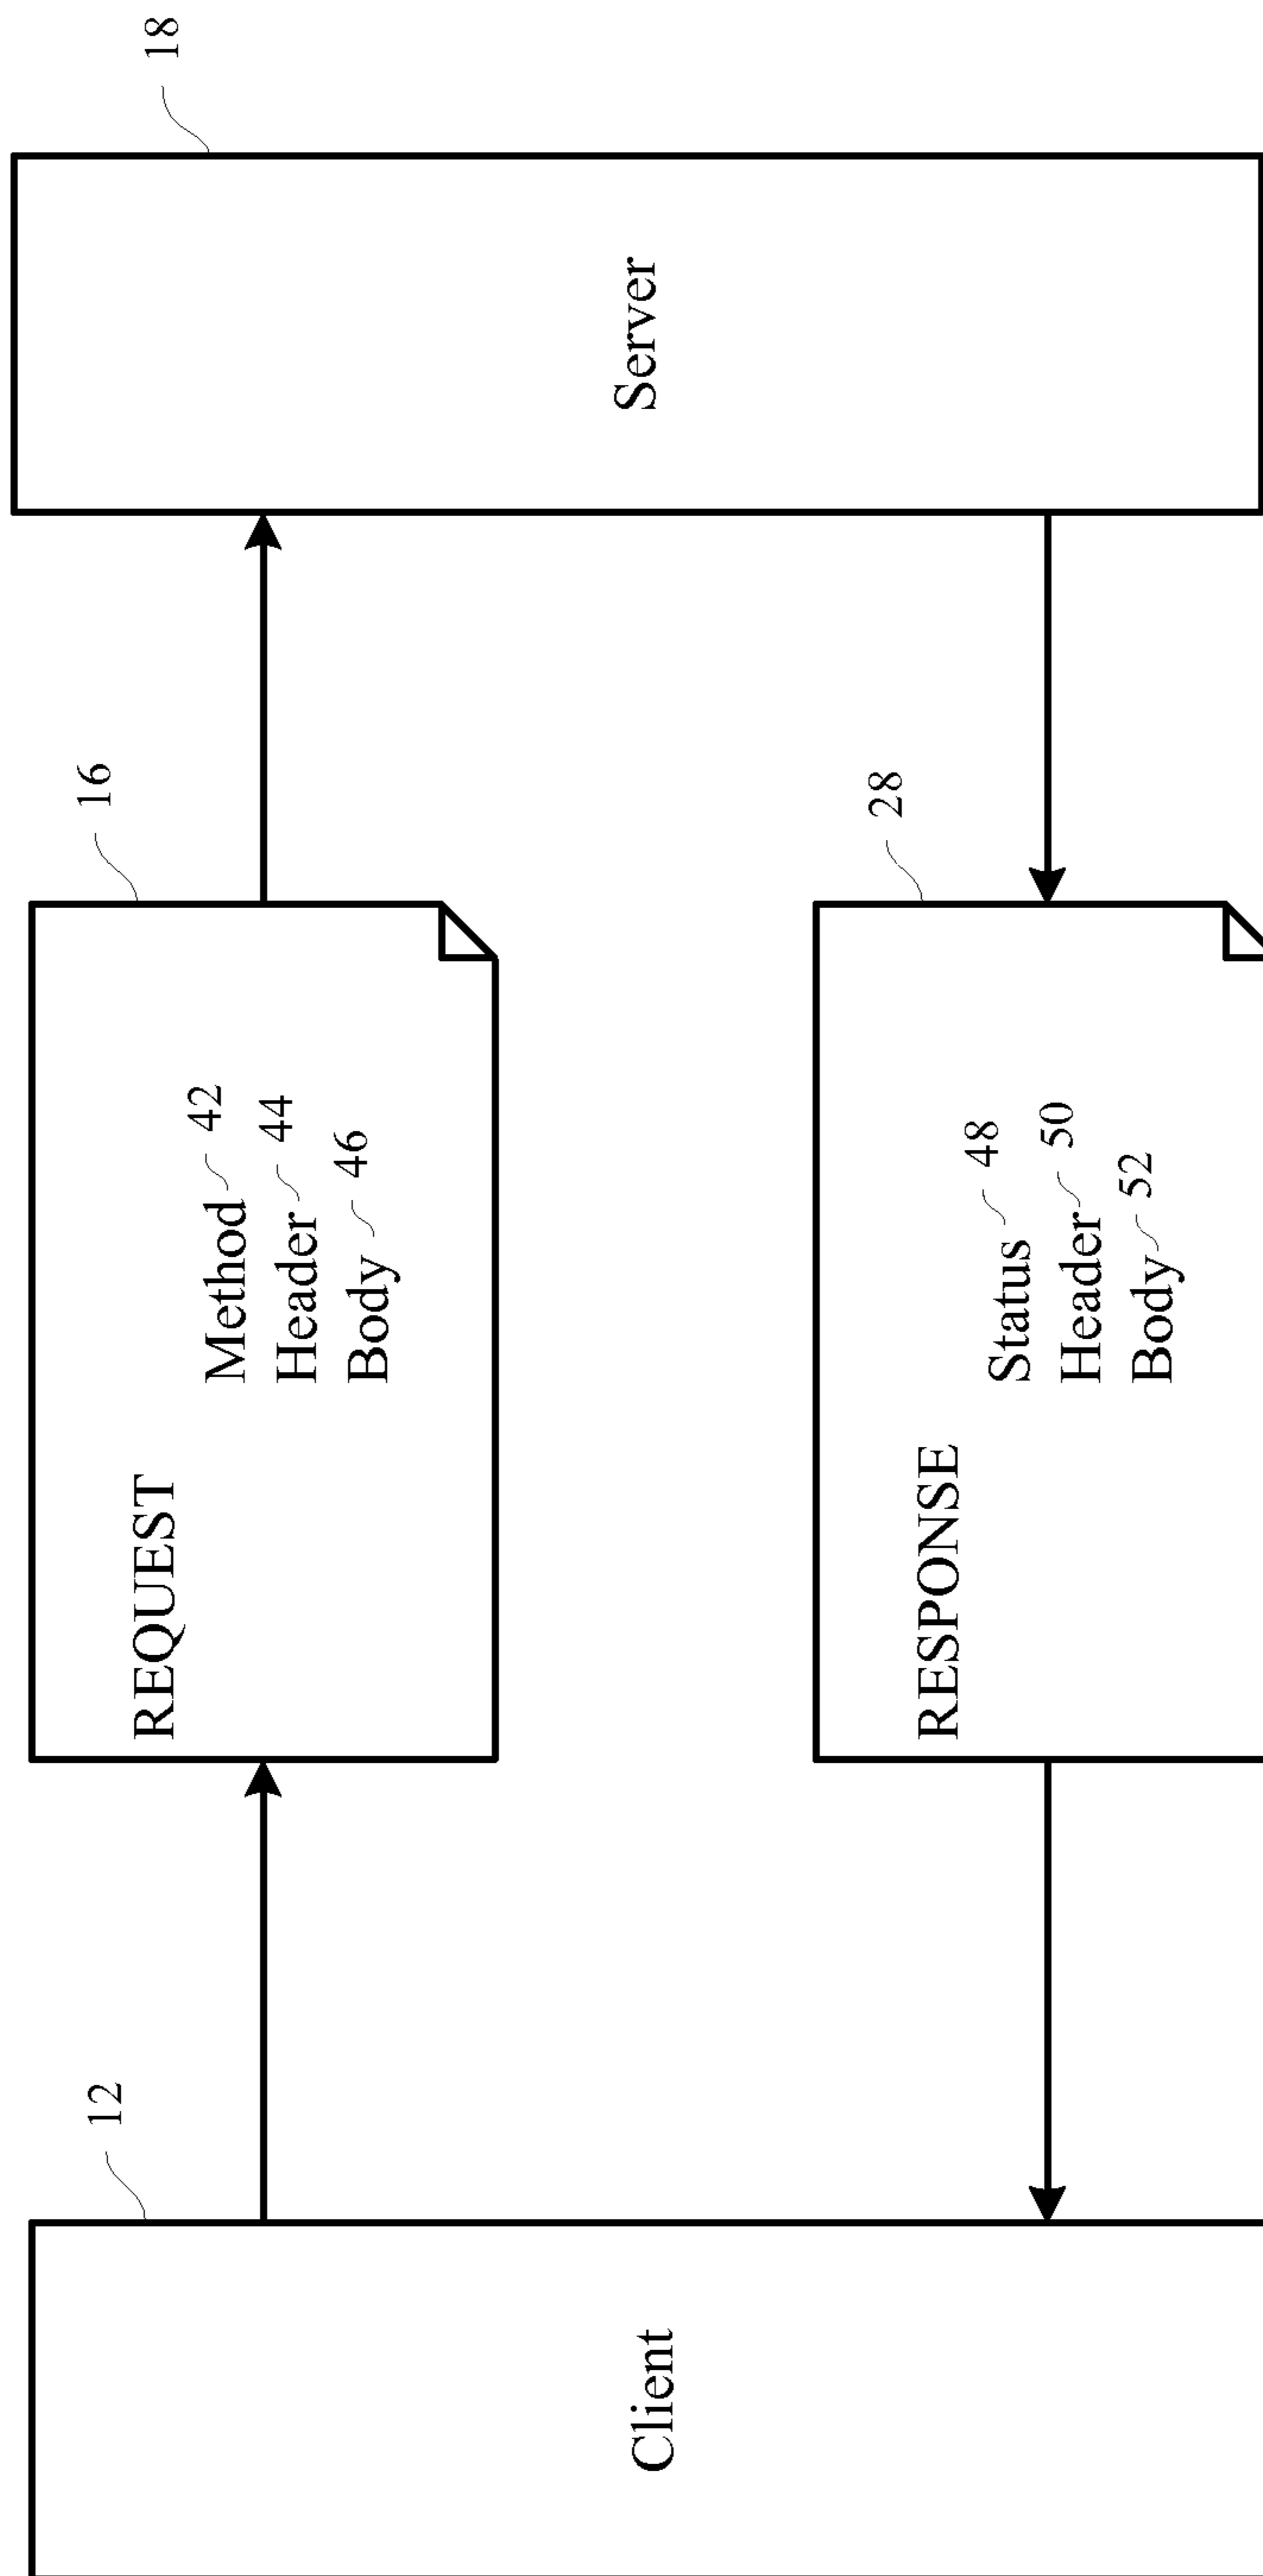 12
16
18
REQUEST
Method 42
Header 44
Body 46
Client
Server
28
RESPONSE
Status 48
Header 50
Body 52